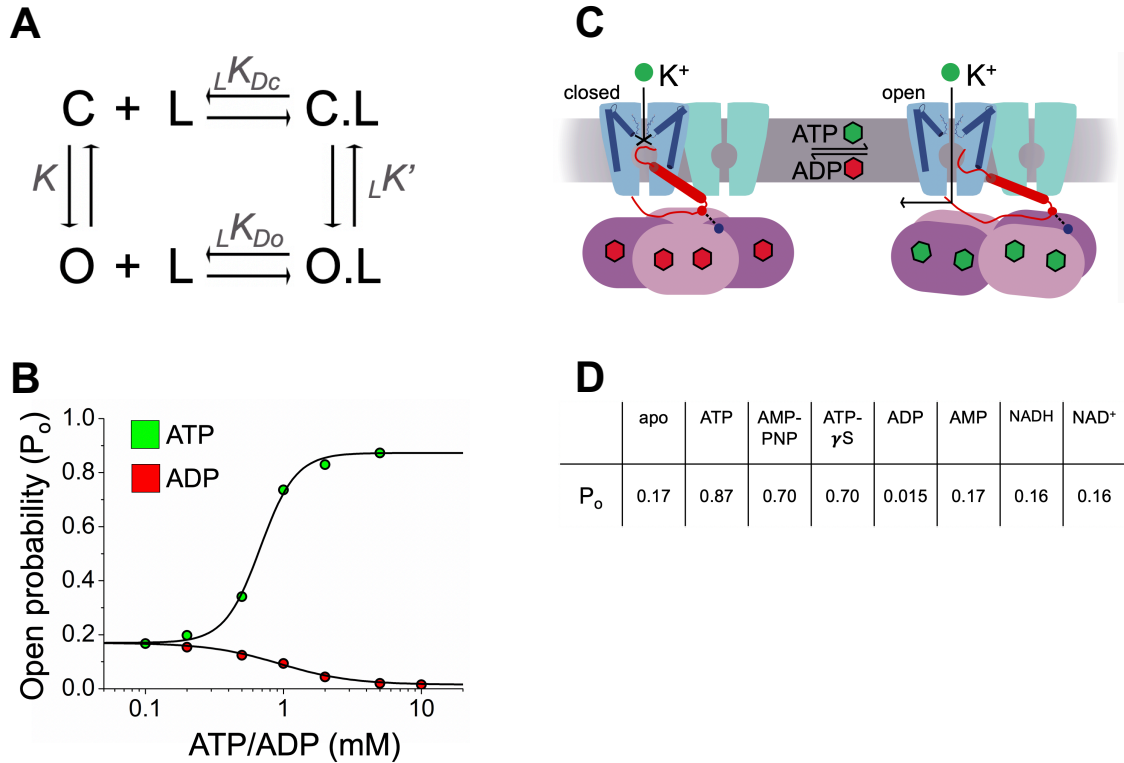 A
C + L
LKDc
C.L
K
LK'
O + L
LKDo
O.L
B
Open probability (Po)
1.0
0.8
0.6
0.4
0.2
0.0
ATP
ADP
0.1
1
10
ATP/ADP (mM)
C
closed
K+
open
K+
ATP
ADP
D
apo
ATP
AMP-
PNP
ATP-
γS
ADP
AMP
NADH
NAD+
Po
0.17
0.87
0.70
0.70
0.015
0.17
0.16
0.16